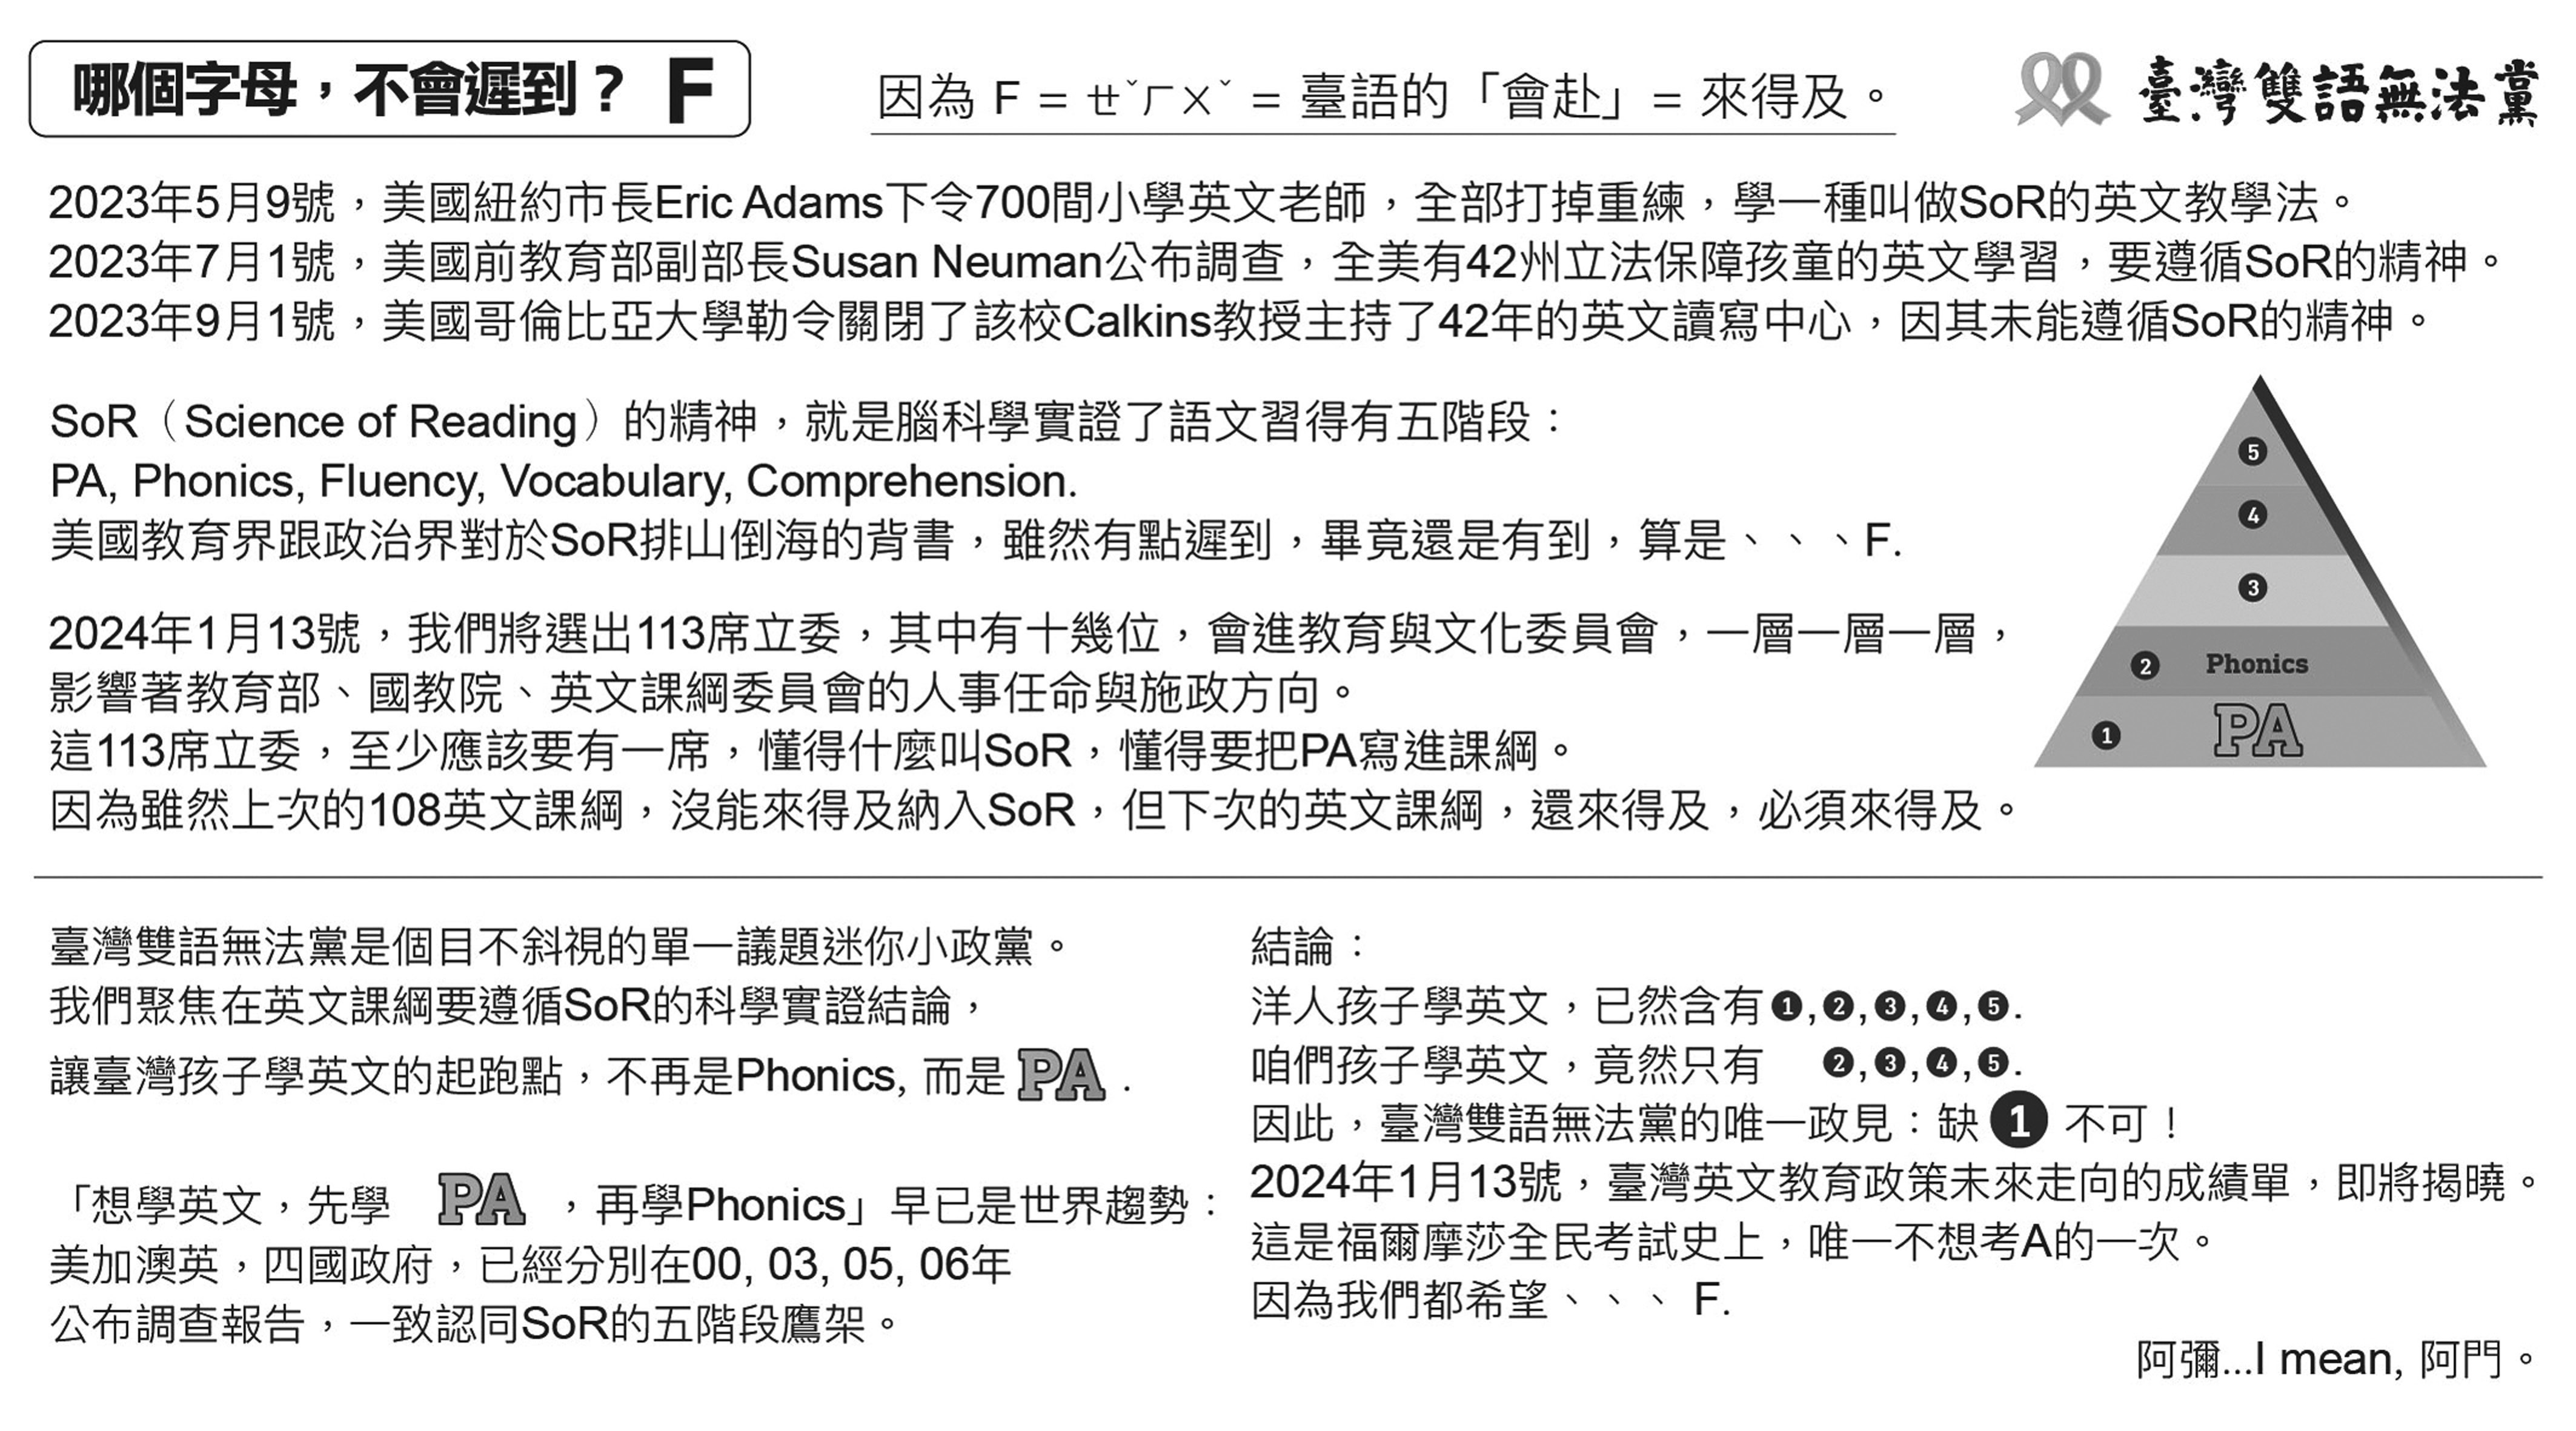 哪個字母，不會遲到？ F
因為 F = ㄝˇㄏㄨˇ = 臺語的「會赴」= 來得及。
臺灣雙語無法黨
2023年5月9號，美國紐約市長Eric Adams下令700間小學英文老師，全部打掉重練，學一種叫做SoR的英文教學法。
2023年7月1號，美國前教育部副部長Susan Neuman公布調查，全美有42州立法保障孩童的英文學習，要遵循SoR的精神。
2023年9月1號，美國哥倫比亞大學勒令關閉了該校Calkins教授主持了42年的英文讀寫中心，因其未能遵循SoR的精神。
SoR（Science of Reading）的精神，就是腦科學實證了語文習得有五階段：
PA, Phonics, Fluency, Vocabulary, Comprehension.
美國教育界跟政治界對於SoR排山倒海的背書，雖然有點遲到，畢竟還是有到，算是、、、F.
2024年1月13號，我們將選出113席立委，其中有十幾位，會進教育與文化委員會，一層一層一層，
影響著教育部、國教院、英文課綱委員會的人事任命與施政方向。
這113席立委，至少應該要有一席，懂得什麼叫SoR，懂得要把PA寫進課綱。
因為雖然上次的108英文課綱，沒能來得及納入SoR，但下次的英文課綱，還來得及，必須來得及。
❺
❹
❸
❷ Phonics
❶ PA
臺灣雙語無法黨是個目不斜視的單一議題迷你小政黨。
我們聚焦在英文課綱要遵循SoR的科學實證結論，
讓臺灣孩子學英文的起跑點，不再是Phonics, 而是 PA .
「想學英文，先學 PA ，再學Phonics」早已是世界趨勢：
美加澳英，四國政府，已經分別在00, 03, 05, 06年
公布調查報告，一致認同SoR的五階段鷹架。
結論：
洋人孩子學英文，已然含有❶,❷,❸,❹,❺.
咱們孩子學英文，竟然只有 ❷,❸,❹,❺.
因此，臺灣雙語無法黨的唯一政見：缺 ❶ 不可！
2024年1月13號，臺灣英文教育政策未來走向的成績單，即將揭曉。
這是福爾摩莎全民考試史上，唯一不想考A的一次。
因為我們都希望、、、 F.
阿彌...I mean, 阿門。